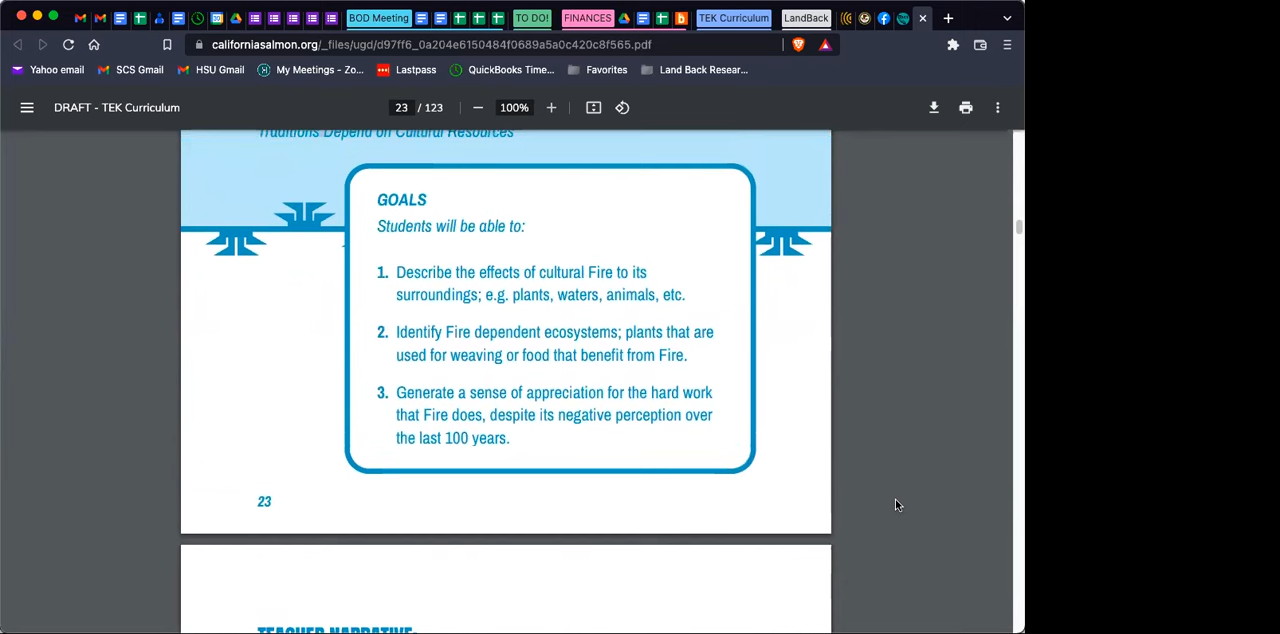 BOD Meeting
TO DO!
FINANCES
TEK Curriculum
LandBack
californiasalmon.org/_files/ugd/d97ff6_0a204e6150484f0689a5a0c420c8f565.pdf
Yahoo email
SCS Gmail
HSU Gmail
My Meetings - Zo...
Lastpass
QuickBooks Time...
Favorites
Land Back Resear...
DRAFT - TEK Curriculum
23 / 123
100%
Traditions Depend on Cultural Resources
GOALS
Students will be able to:
1. Describe the effects of cultural Fire to its
surroundings; e.g. plants, waters, animals, etc.
2. Identify Fire dependent ecosystems; plants that are
used for weaving or food that benefit from Fire.
3. Generate a sense of appreciation for the hard work
that Fire does, despite its negative perception over
the last 100 years.
23
TEACHER NARRATIVE: